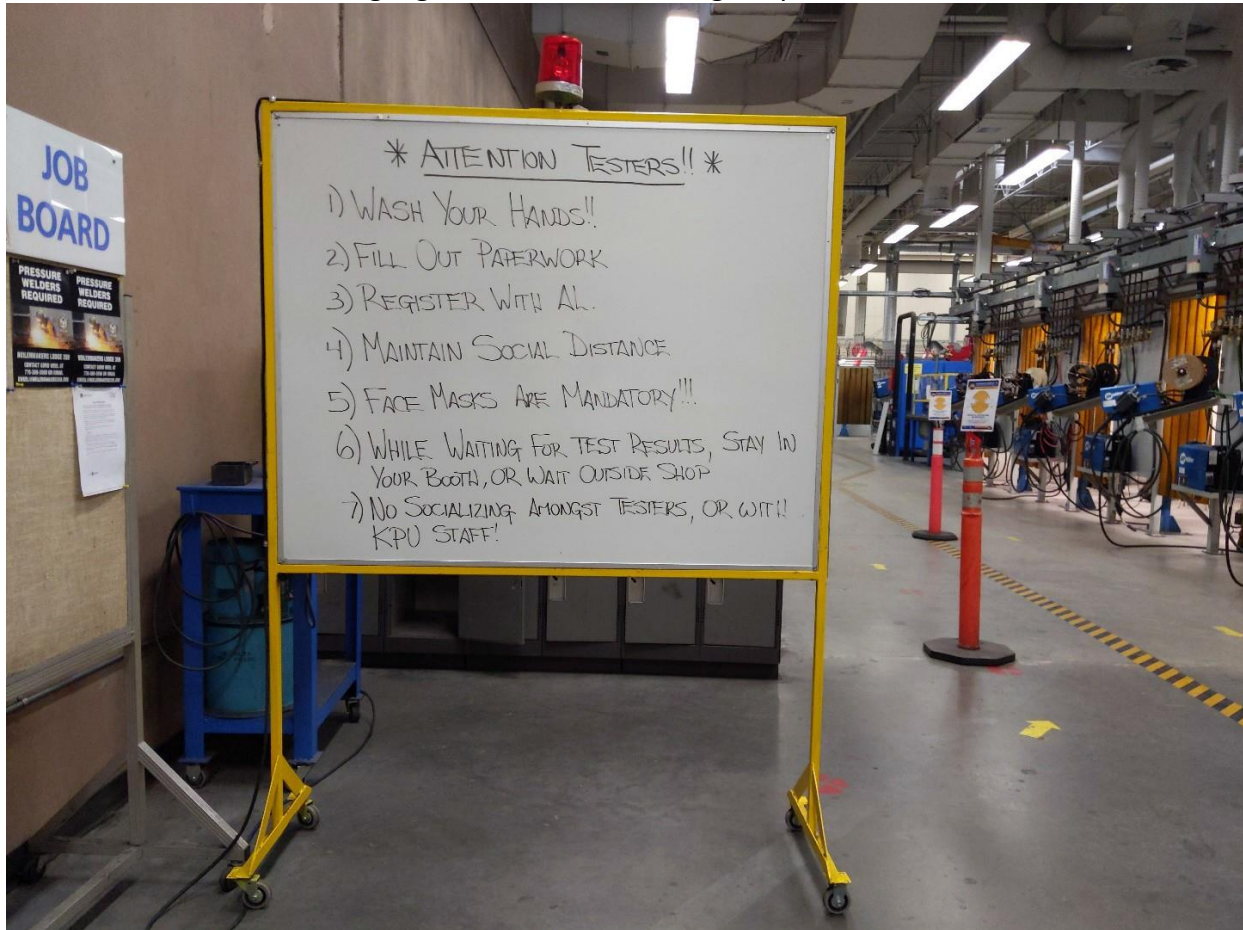 * ATTENTION TESTERS!! *
1) WASH YOUR HANDS!!
2) FILL OUT PAPERWORK
3) REGISTER WITH AL.
4) MAINTAIN SOCIAL DISTANCE
5) FACE MASKS ARE MANDATORY!!!
6) WHILE WAITING FOR TEST RESULTS, STAY IN
YOUR BOOTH, OR WAIT OUTSIDE SHOP
7) NO SOCIALIZING AMONGST TESTERS, OR WITH
KPU STAFF!
JOB
BOARD
PRESSURE
WELDERS
REQUIRED
PRESSURE
WELDERS
REQUIRED